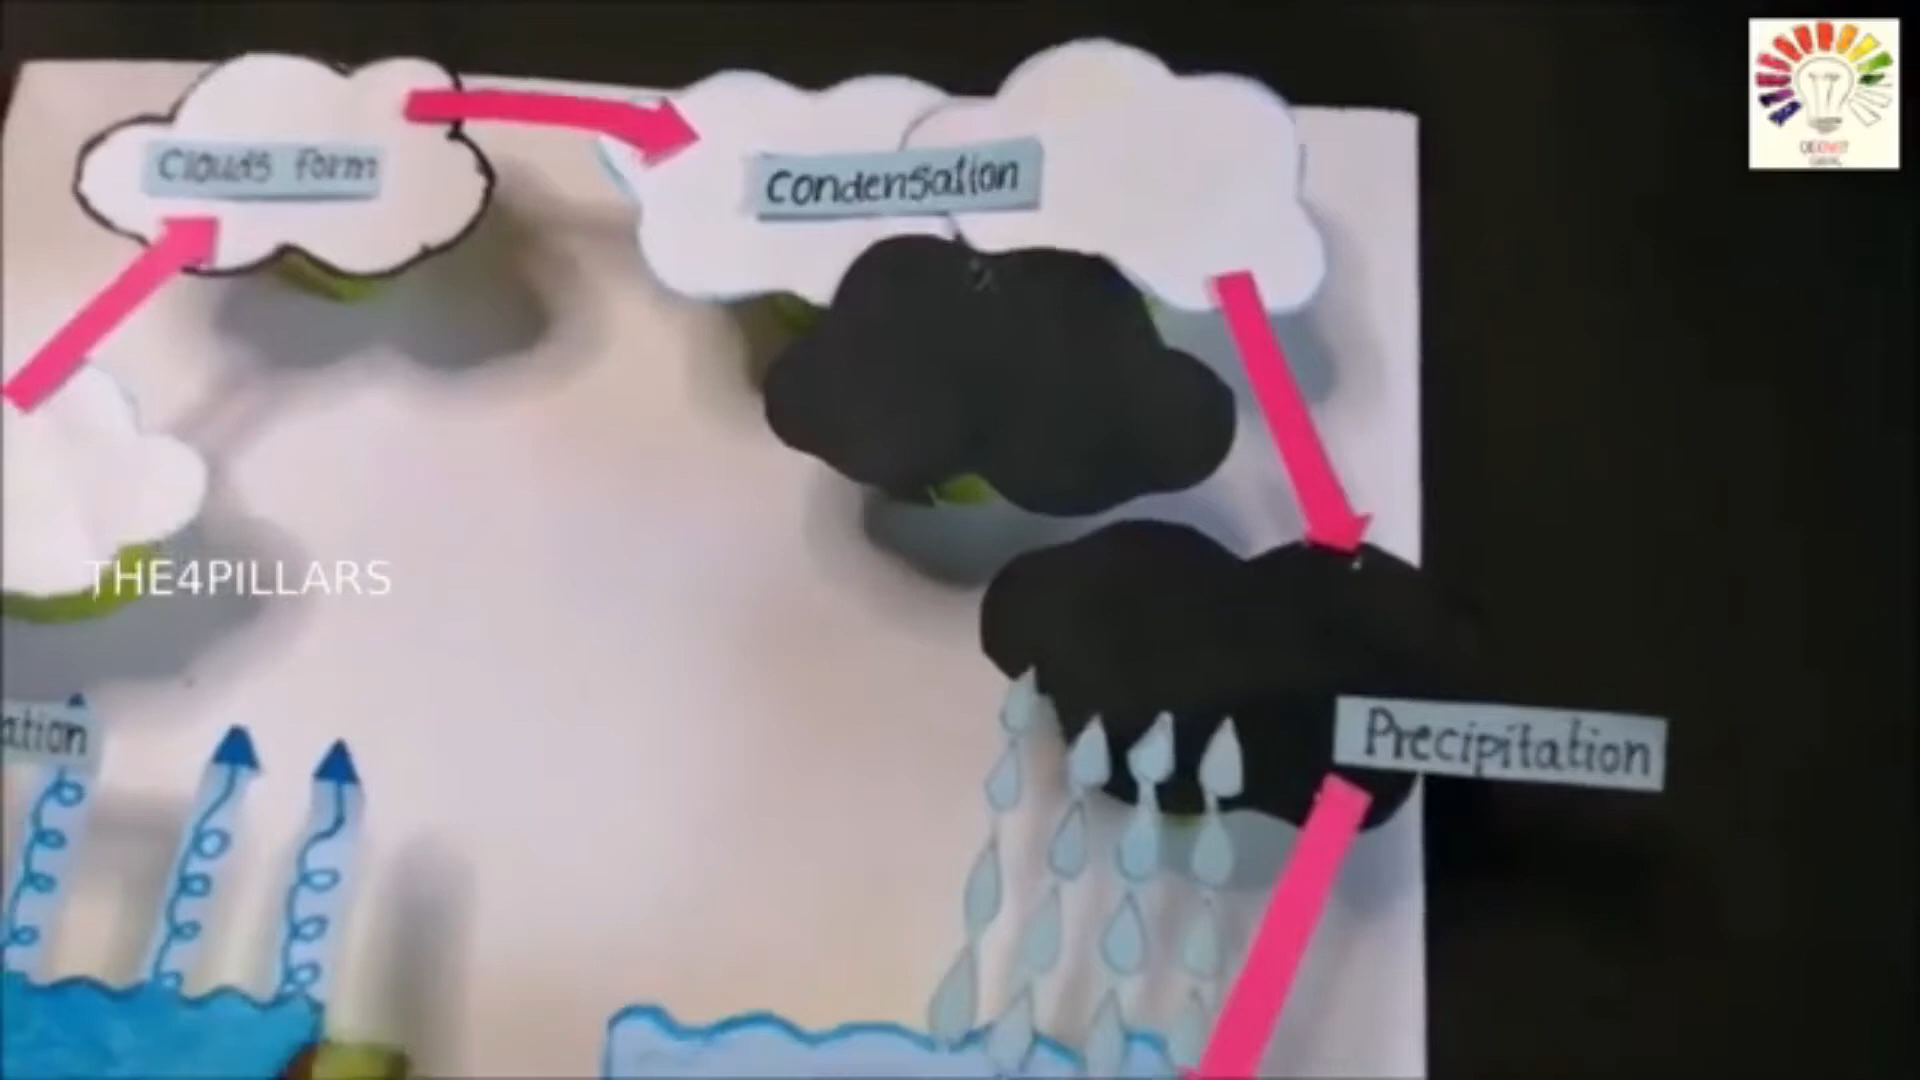 Clouds form
Condensation
THE4PILLARS
ation
Precipitation